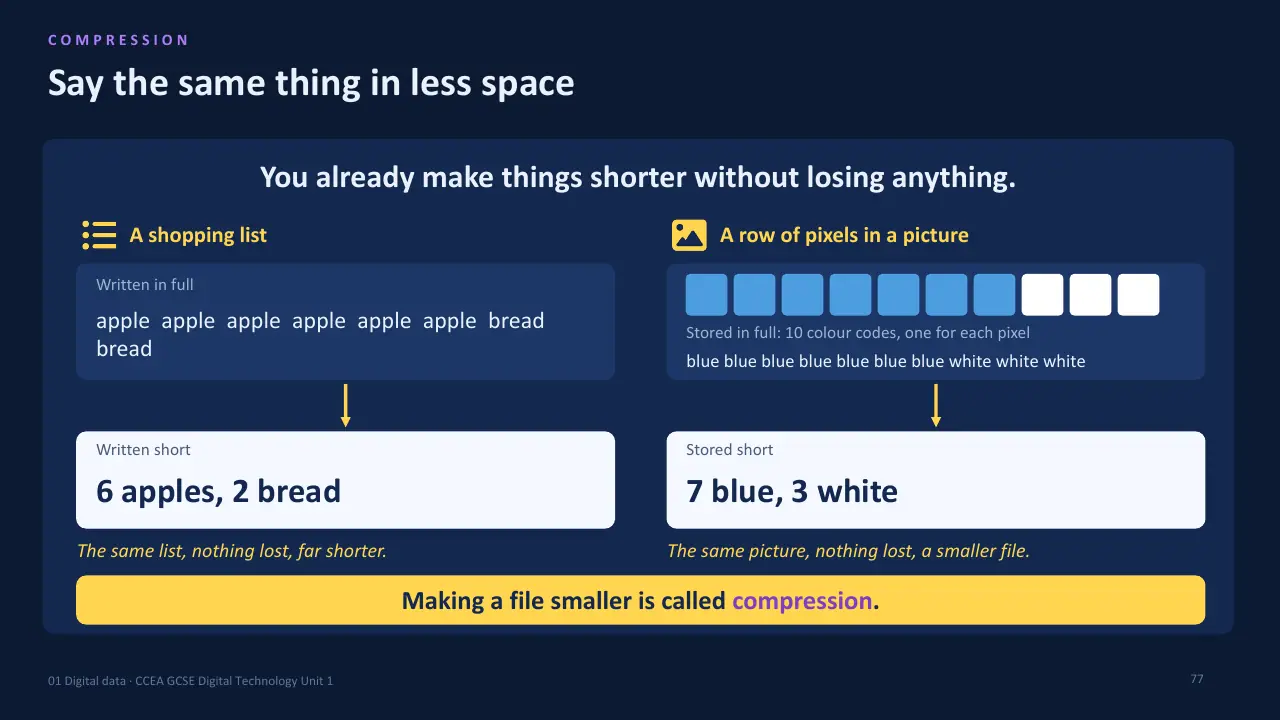 COMPRESSION
Say the same thing in less space
You already make things shorter without losing anything.
A shopping list
Written in full
apple apple apple apple apple apple bread
bread
Written short
6 apples, 2 bread
The same list, nothing lost, far shorter.
A row of pixels in a picture
Stored in full: 10 colour codes, one for each pixel
blue blue blue blue blue blue blue white white white
Stored short
7 blue, 3 white
The same picture, nothing lost, a smaller file.
Making a file smaller is called compression.
01 Digital data · CCEA GCSE Digital Technology Unit 1
77